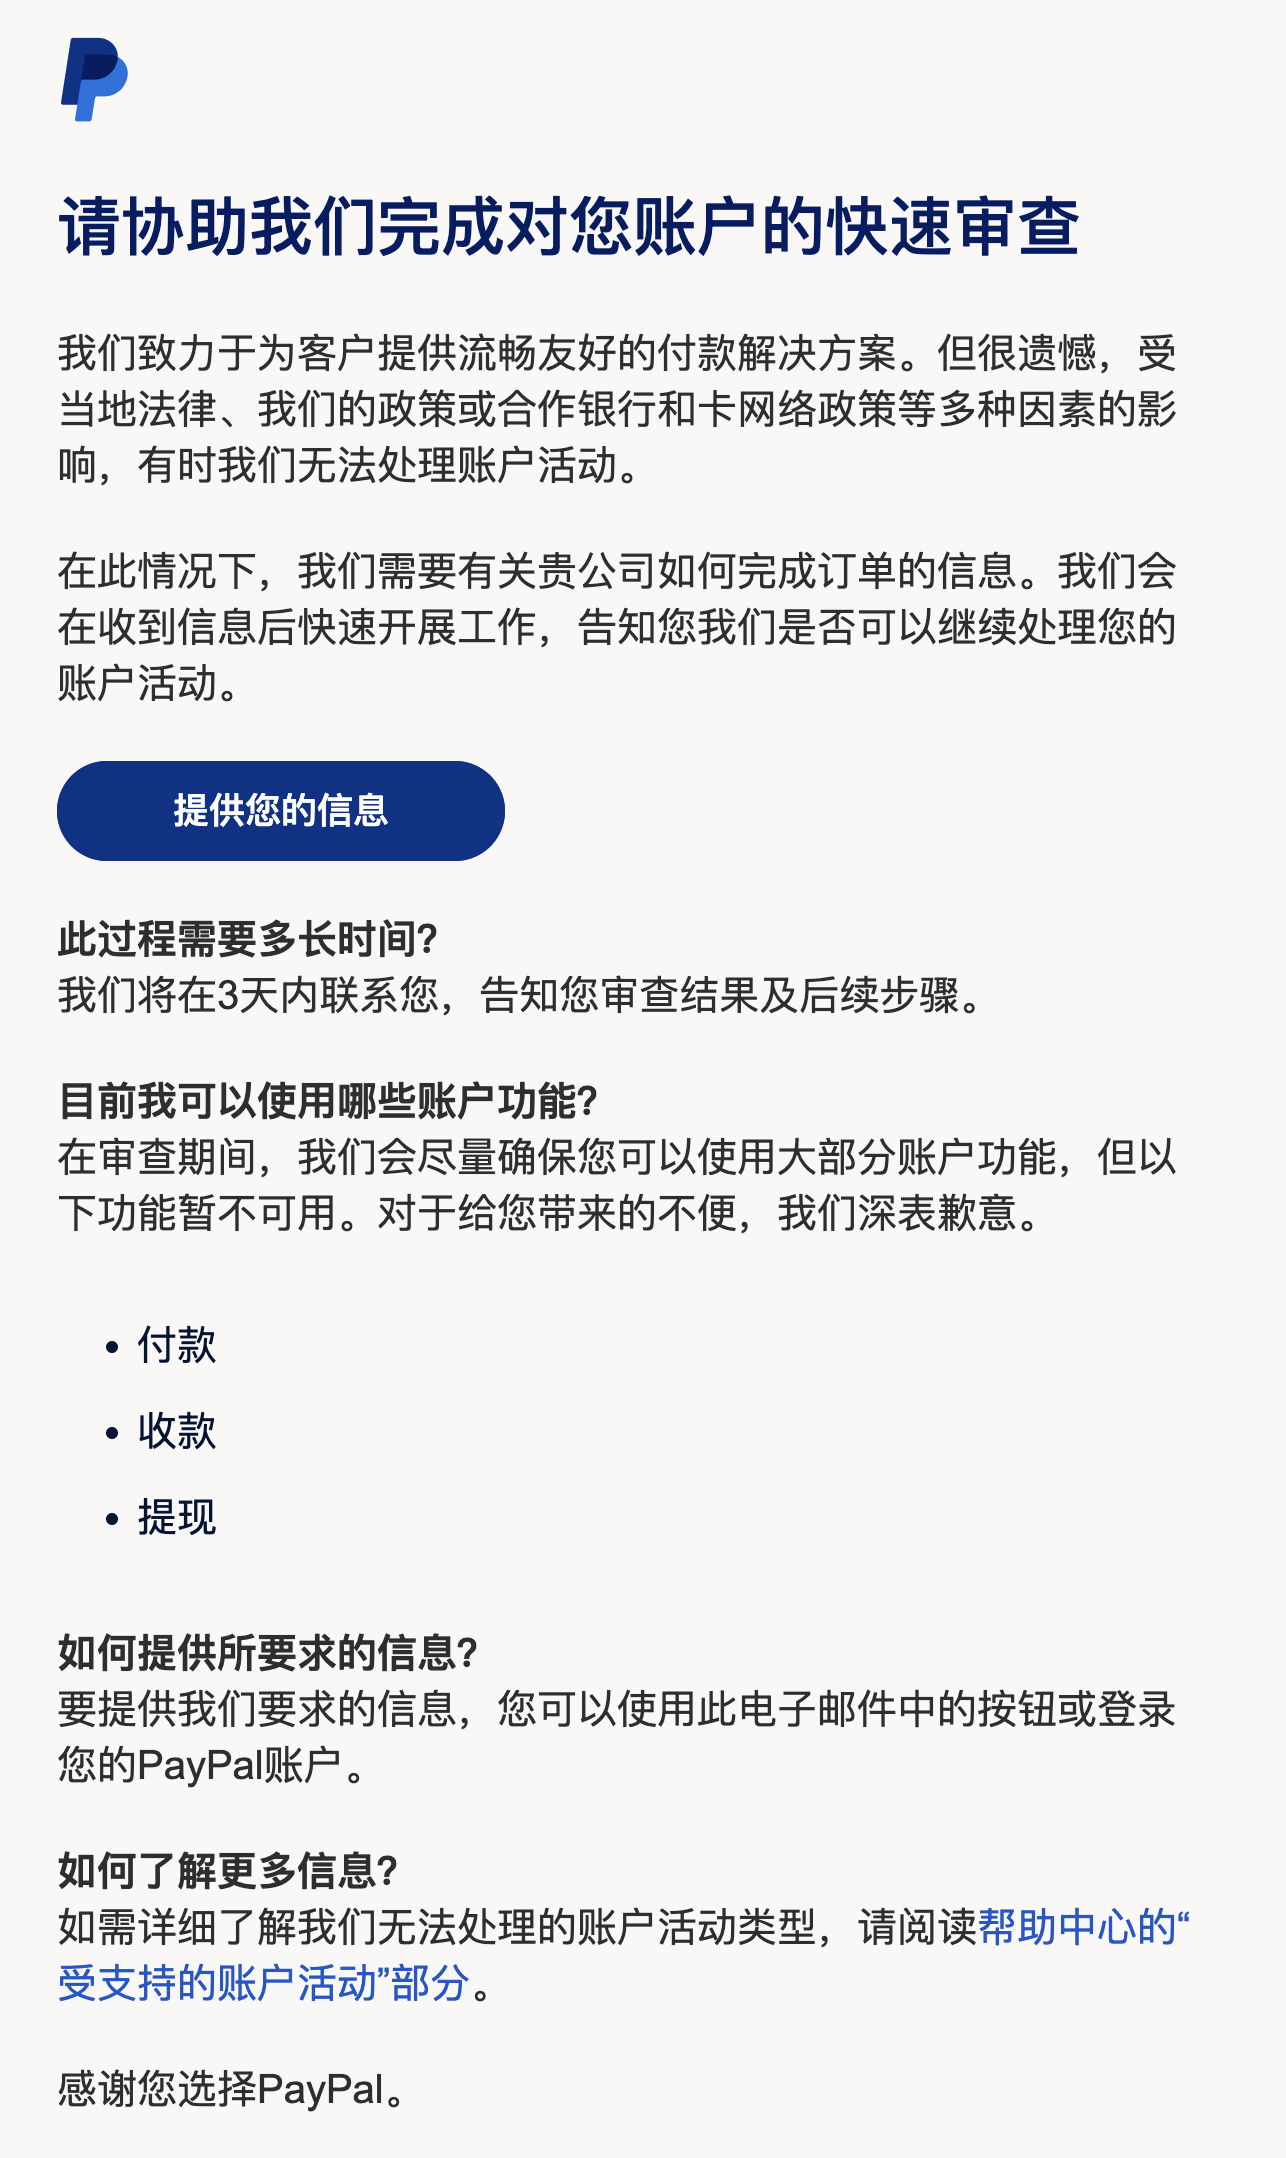 请协助我们完成对您账户的快速审查
我们致力于为客户提供流畅友好的付款解决方案。但很遗憾，受
当地法律、我们的政策或合作银行和卡网络政策等多种因素的影
响，有时我们无法处理账户活动。
在此情况下，我们需要有关贵公司如何完成订单的信息。我们会
在收到信息后快速开展工作，告知您我们是否可以继续处理您的
账户活动。
提供您的信息
此过程需要多长时间?
我们将在3天内联系您，告知您审查结果及后续步骤。
目前我可以使用哪些账户功能?
在审查期间，我们会尽量确保您可以使用大部分账户功能，但以
下功能暂不可用。对于给您带来的不便，我们深表歉意。
• 付款
• 收款
• 提现
如何提供所要求的信息?
要提供我们要求的信息，您可以使用此电子邮件中的按钮或登录
您的PayPal账户。
如何了解更多信息?
如需详细了解我们无法处理的账户活动类型，请阅读帮助中心的“
受支持的账户活动”部分。
感谢您选择PayPal。